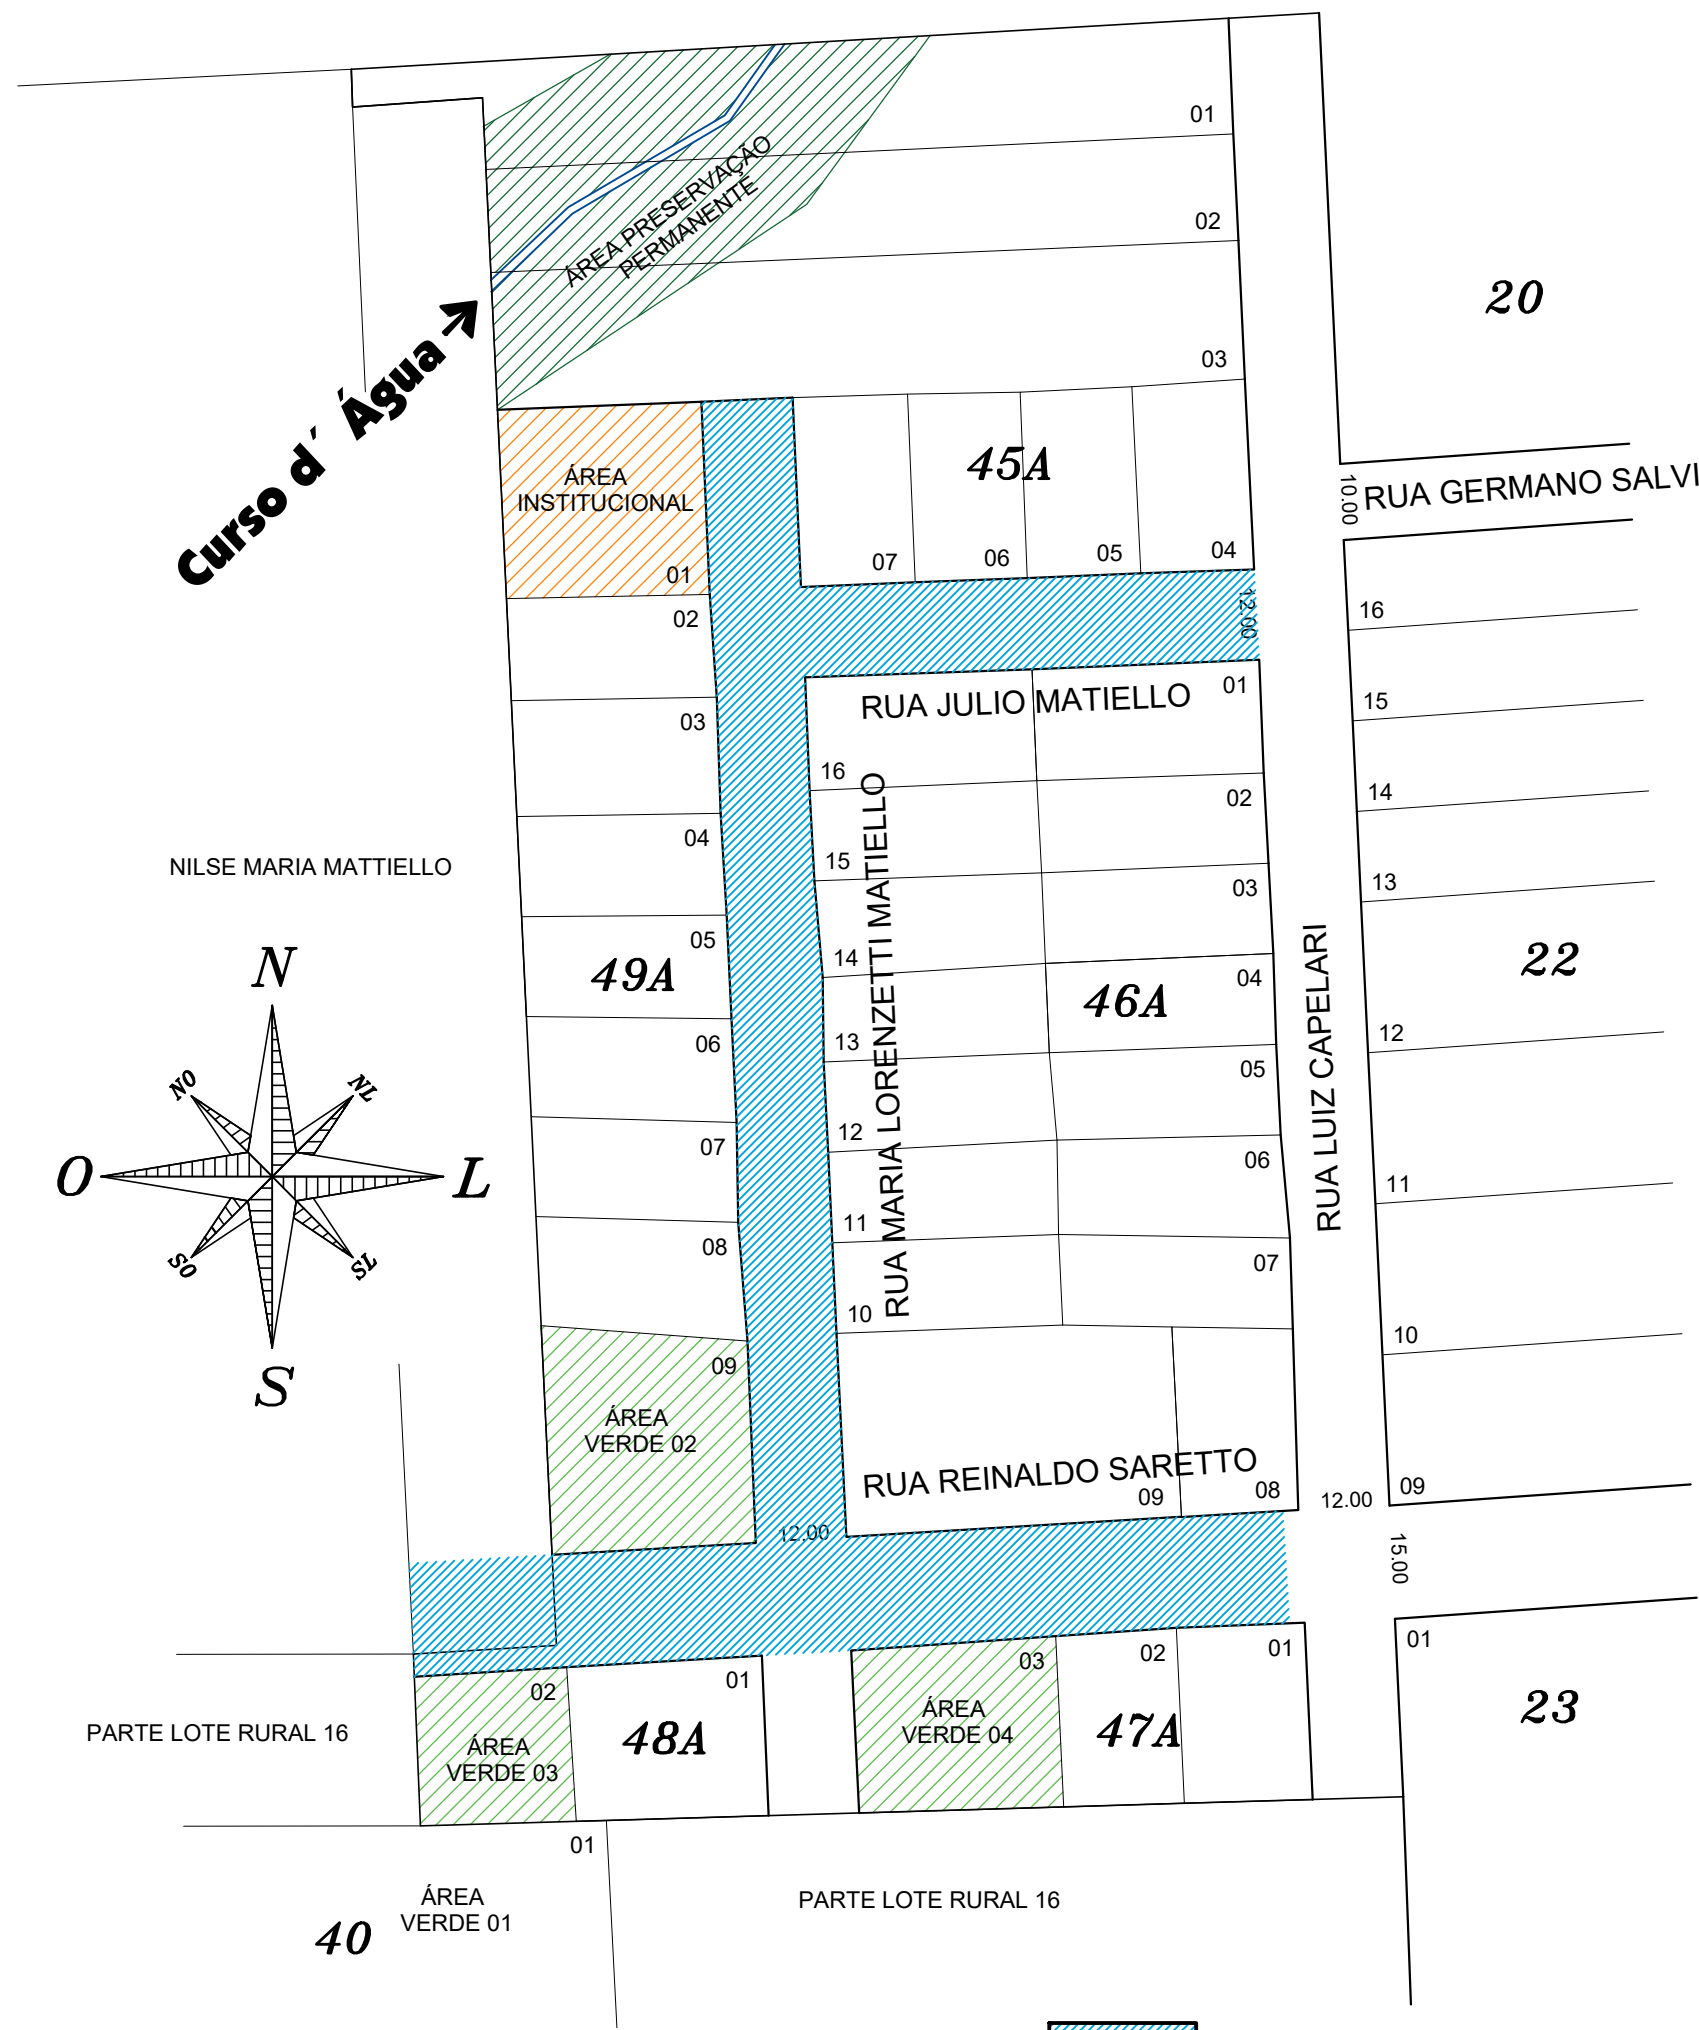 01
ÁREA PRESERVAÇÃO
PERMANENTE
02
20
Curso d´ Água
03
45A
ÁREA
INSTITUCIONAL
10.00
RUA GERMANO SALVI
07
06
05
04
01
12.00
16
02
RUA JULIO MATIELLO
01
15
03
16
02
14
04
NILSE MARIA MATTIELLO
15
RUA MARIA LORENZETTI MATIELLO
03
13
05
49A
14
46A
04
RUA LUIZ CAPELARI
22
N
NO
NL
O
L
SO
SL
S
06
13
05
12
07
12
06
11
08
11
07
10
09
10
ÁREA
VERDE 02
RUA REINALDO SARETTO
09
08
12.00
09
12.00
15.00
02
01
03
02
01
01
PARTE LOTE RURAL 16
ÁREA
VERDE 03
48A
ÁREA
VERDE 04
47A
23
01
ÁREA
VERDE 01
40
PARTE LOTE RURAL 16